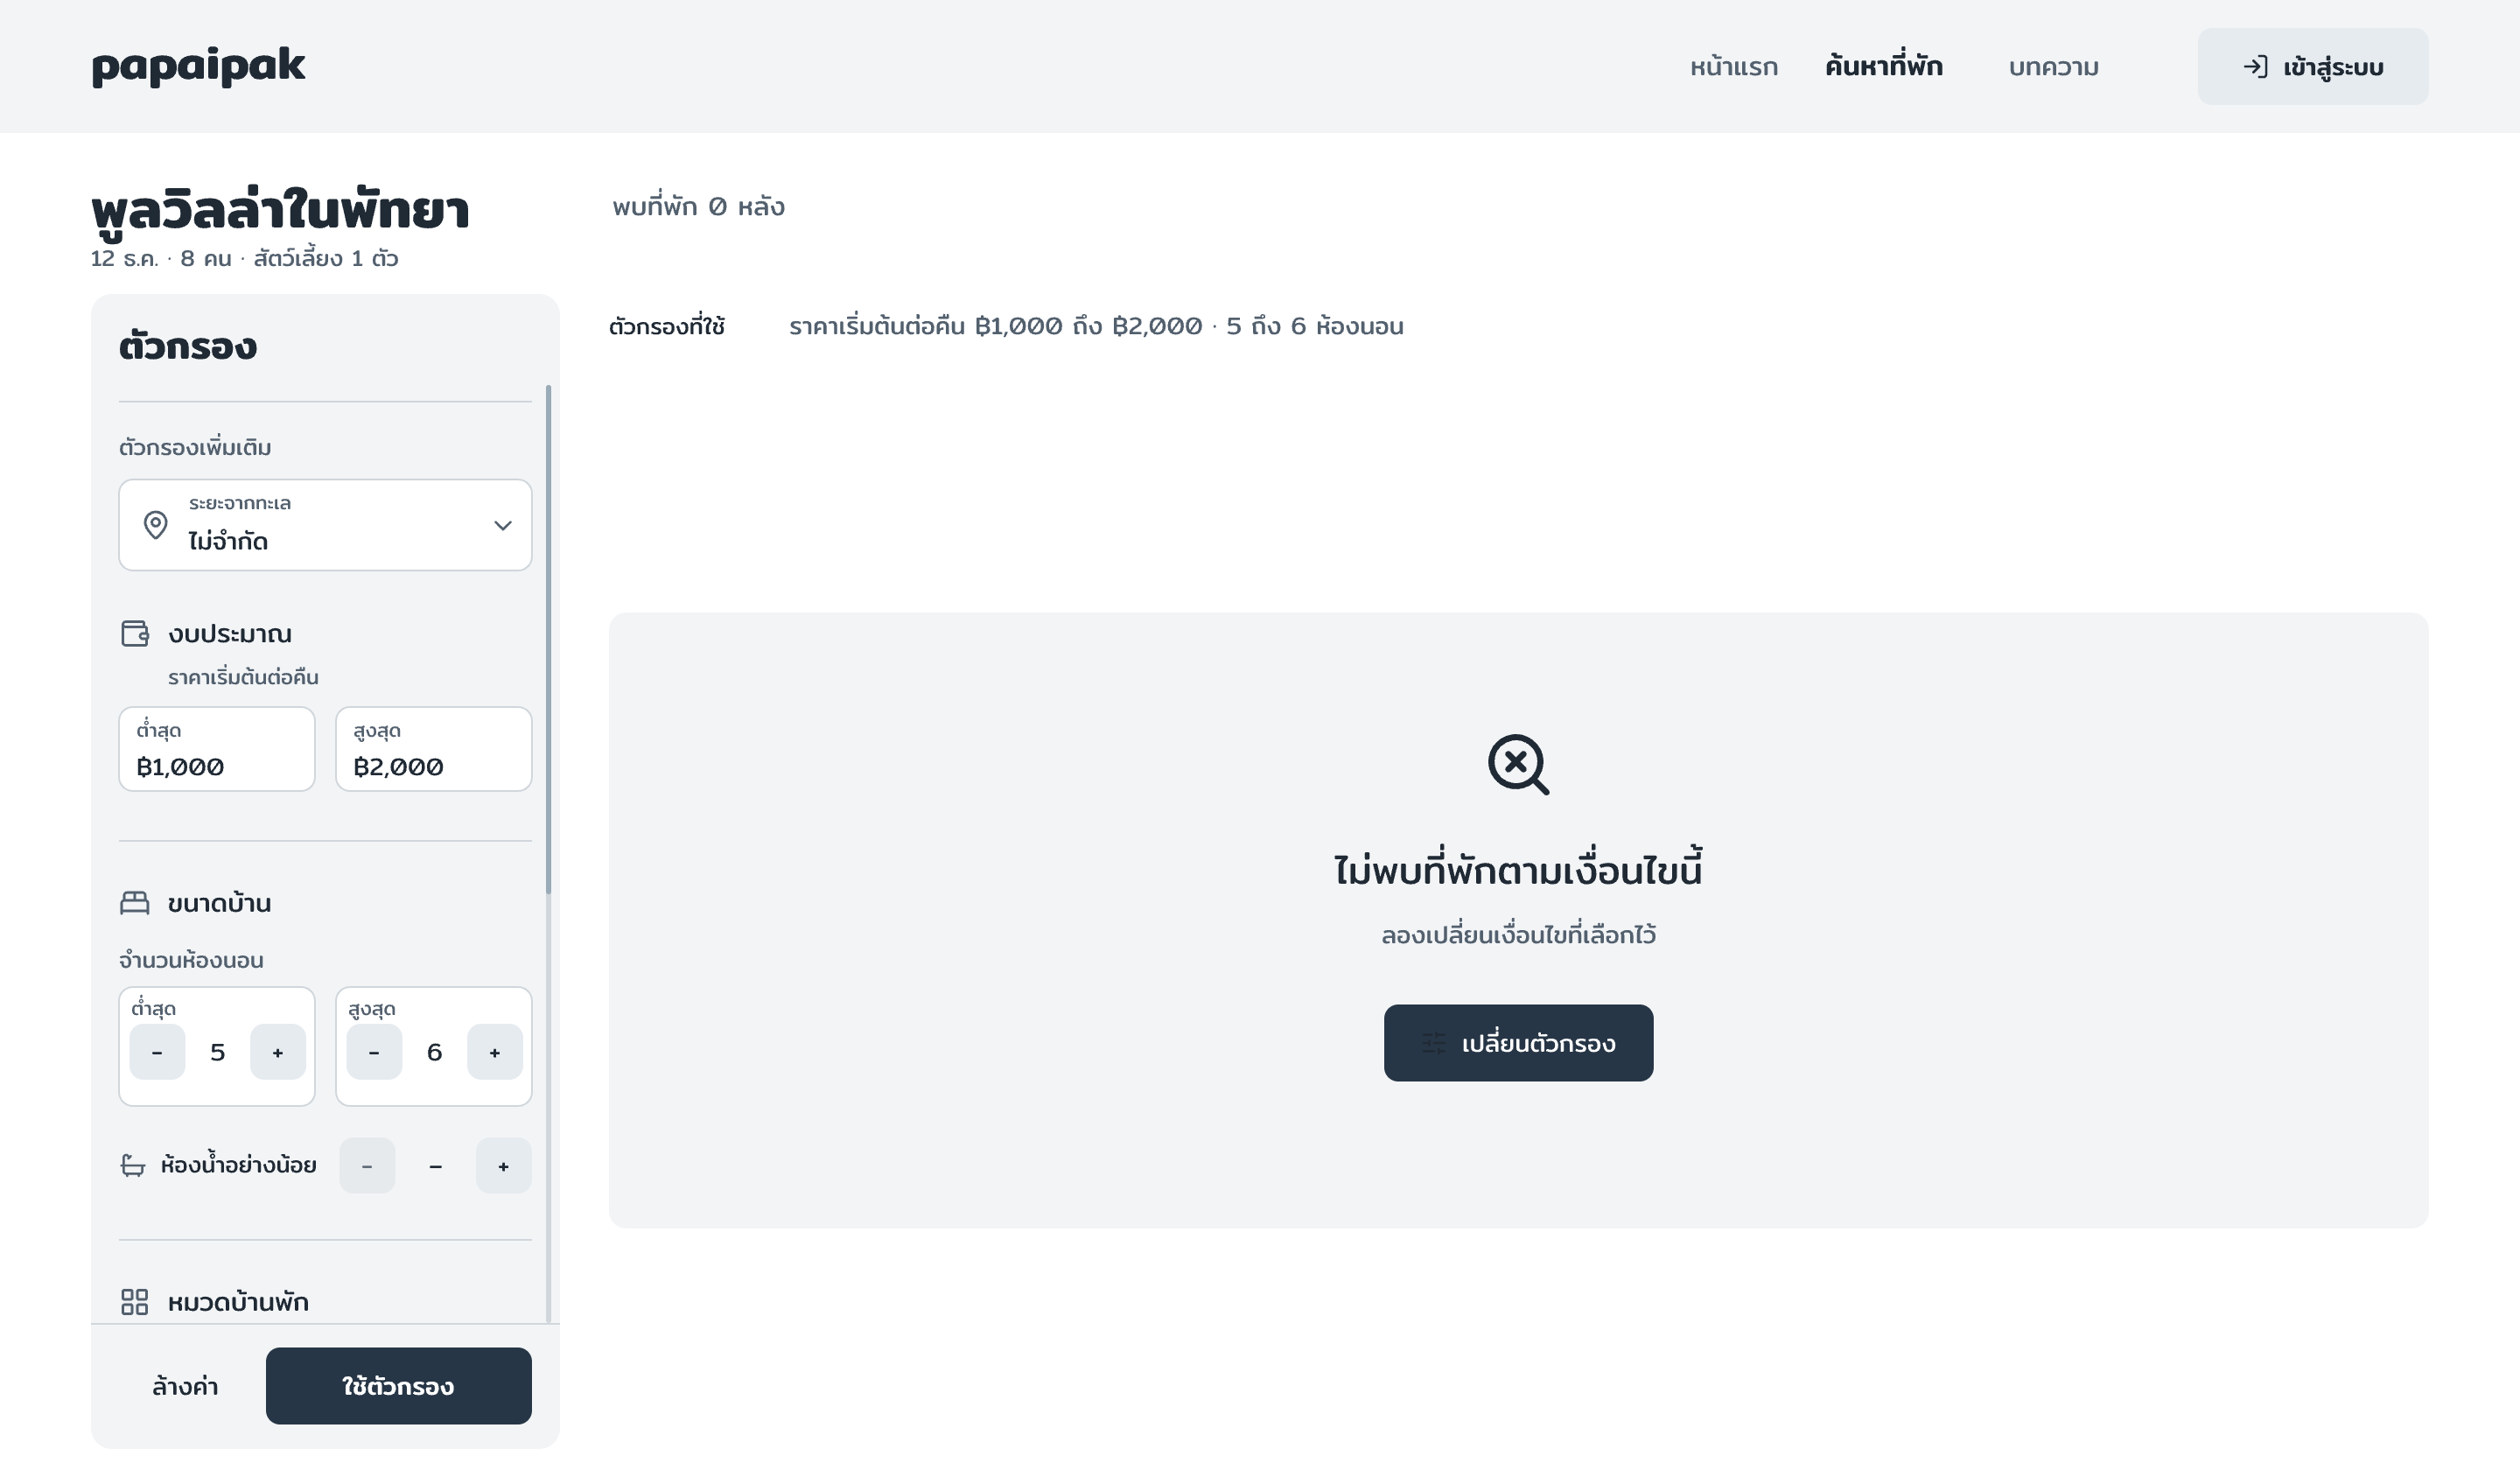 papaipak
หน้าแรก
ค้นหาที่พัก
บทความ
เข้าสู่ระบบ
พูลวิลล่าในพัทยา
12 ธ.ค. · 8 คน · สัตว์เลี้ยง 1 ตัว
พบที่พัก 0 หลัง
ตัวกรองที่ใช้
ราคาเริ่มต้นต่อคืน ฿1,000 ถึง ฿2,000 · 5 ถึง 6 ห้องนอน
ตัวกรอง
ตัวกรองเพิ่มเติม
ระยะจากทะเล
ไม่จำกัด
งบประมาณ
ราคาเริ่มต้นต่อคืน
ต่ำสุด
฿1,000
สูงสุด
฿2,000
ขนาดบ้าน
จำนวนห้องนอน
ต่ำสุด
- 5 +
สูงสุด
- 6 +
ห้องน้ำอย่างน้อย - – +
หมวดบ้านพัก
ล้างค่า
ใช้ตัวกรอง
ไม่พบที่พักตามเงื่อนไขนี้
ลองเปลี่ยนเงื่อนไขที่เลือกไว้
เปลี่ยนตัวกรอง